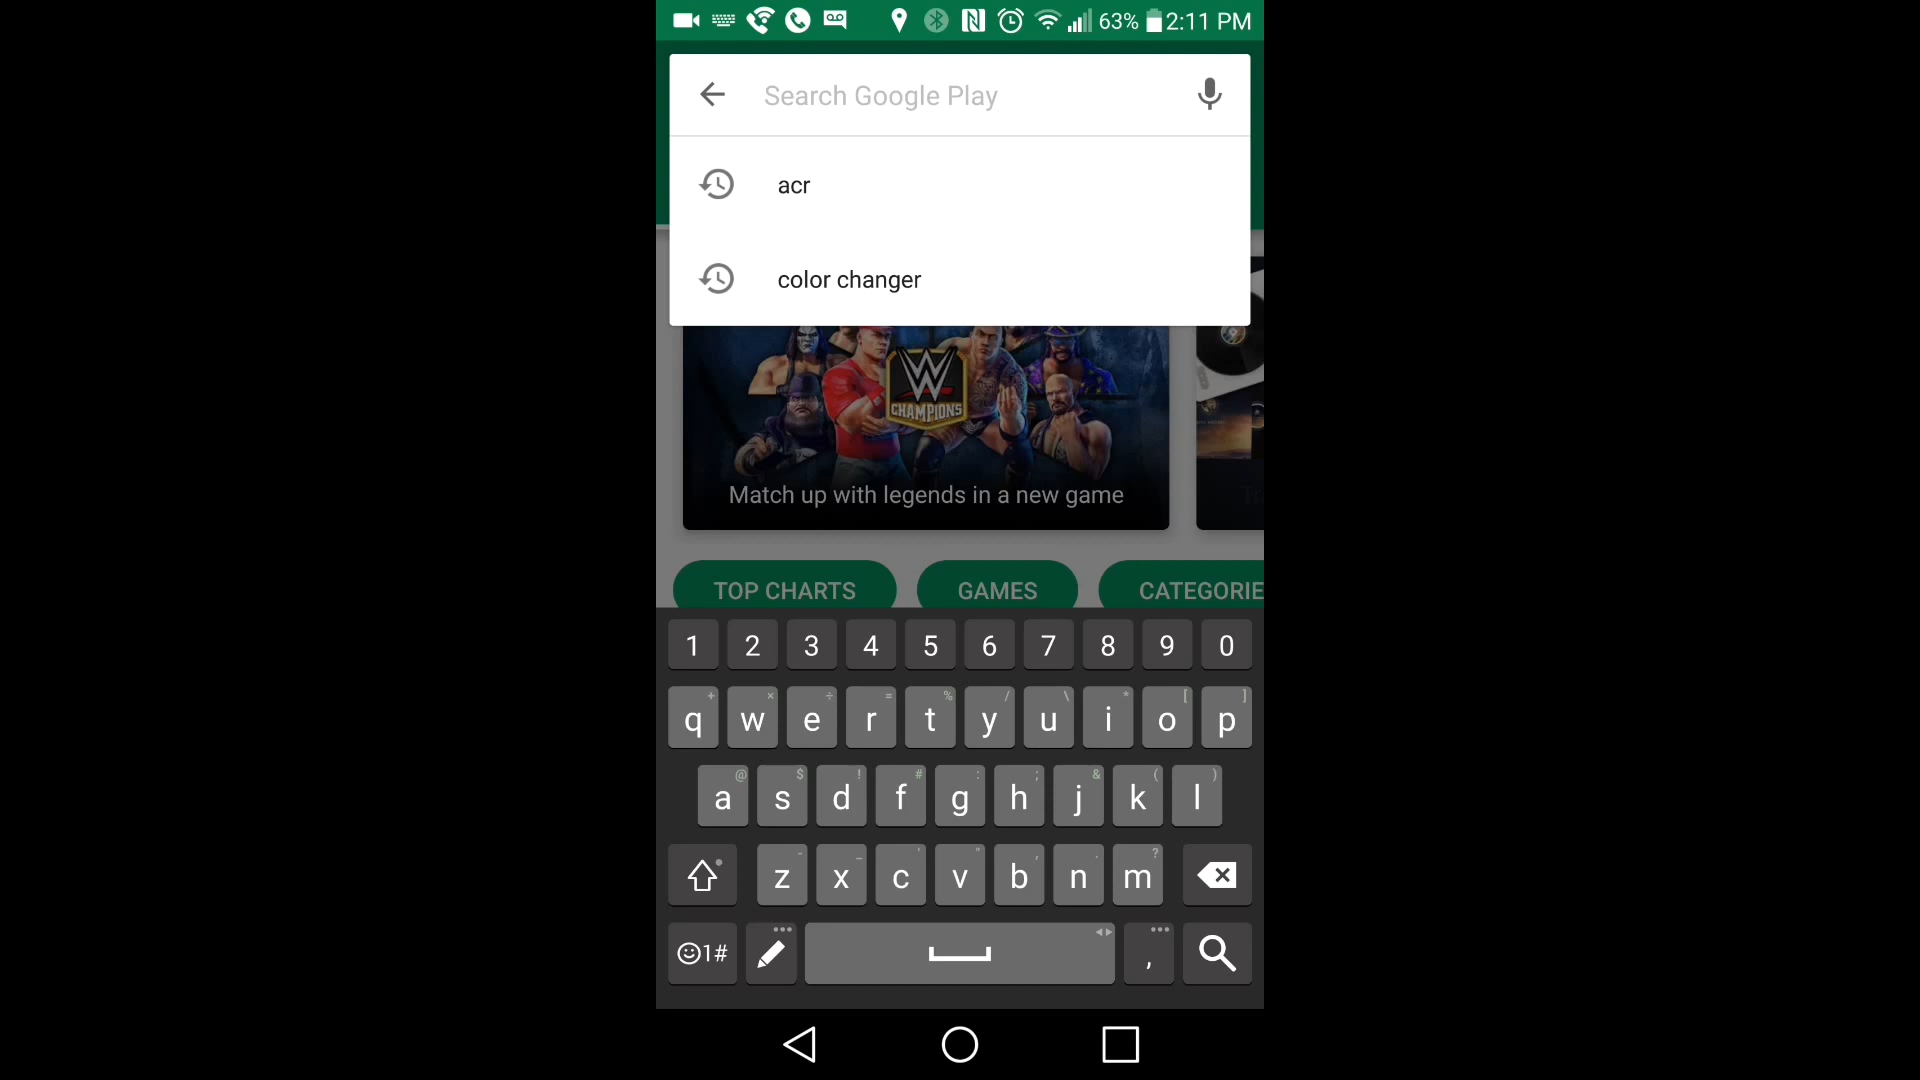 63% 2:11 PM
Search Google Play
acr
color changer
W
CHAMPIONS
Match up with legends in a new game
TOP CHARTS GAMES CATEGORIE
1 2 3 4 5 6 7 8 9 0
+ × ÷ = % / \ * [ ]
q w e r t y u i o p
@ $ ! # : ; & ( )
a s d f g h j k l
- _ ' " , . ?
z x c v b n m
1# ,